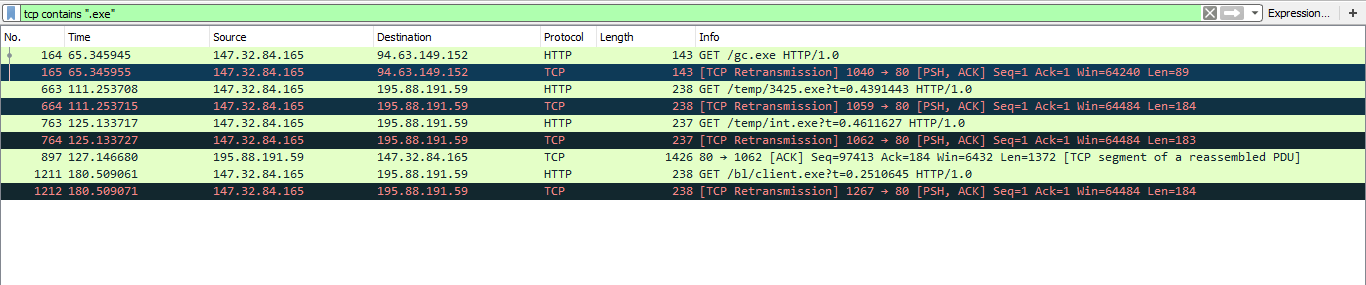 tcp contains ".exe" Expression... +
No. Time Source Destination Protocol Length Info
164 65.345945 147.32.84.165 94.63.149.152 HTTP 143 GET /gc.exe HTTP/1.0
165 65.345955 147.32.84.165 94.63.149.152 TCP 143 [TCP Retransmission] 1040 → 80 [PSH, ACK] Seq=1 Ack=1 Win=64240 Len=89
663 111.253708 147.32.84.165 195.88.191.59 HTTP 238 GET /temp/3425.exe?t=0.4391443 HTTP/1.0
664 111.253715 147.32.84.165 195.88.191.59 TCP 238 [TCP Retransmission] 1059 → 80 [PSH, ACK] Seq=1 Ack=1 Win=64484 Len=184
763 125.133717 147.32.84.165 195.88.191.59 HTTP 237 GET /temp/int.exe?t=0.4611627 HTTP/1.0
764 125.133727 147.32.84.165 195.88.191.59 TCP 237 [TCP Retransmission] 1062 → 80 [PSH, ACK] Seq=1 Ack=1 Win=64484 Len=183
897 127.146680 195.88.191.59 147.32.84.165 TCP 1426 80 → 1062 [ACK] Seq=97413 Ack=184 Win=6432 Len=1372 [TCP segment of a reassembled PDU]
1211 180.509061 147.32.84.165 195.88.191.59 HTTP 238 GET /bl/client.exe?t=0.2510645 HTTP/1.0
1212 180.509071 147.32.84.165 195.88.191.59 TCP 238 [TCP Retransmission] 1267 → 80 [PSH, ACK] Seq=1 Ack=1 Win=64484 Len=184